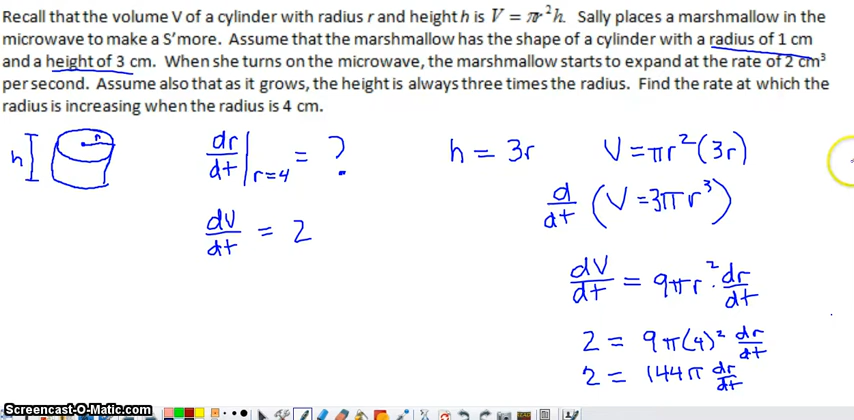 Recall that the volume V of a cylinder with radius r and height h is V = πr²h. Sally places a marshmallow in the
microwave to make a S'more. Assume that the marshmallow has the shape of a cylinder with a radius of 1 cm
and a height of 3 cm. When she turns on the microwave, the marshmallow starts to expand at the rate of 2 cm³
per second. Assume also that as it grows, the height is always three times the radius. Find the rate at which the
radius is increasing when the radius is 4 cm.
h r
dr/dt |r=4 = ?
dV/dt = 2
h = 3r
V = πr²(3r)
d/dt (V = 3πr³)
dV/dt = 9πr² · dr/dt
2 = 9π(4)² dr/dt
2 = 144π dr/dt
Screencast-O-Matic.com